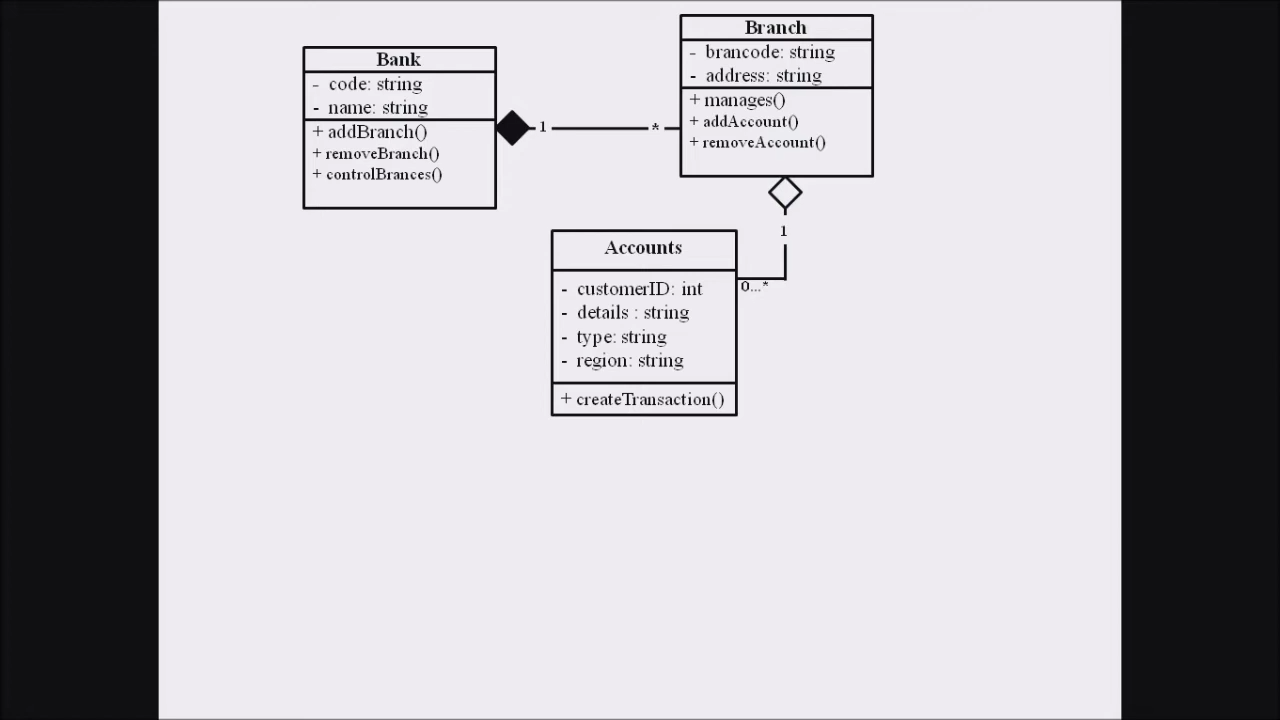 Bank
- code: string
- name: string
+ addBranch()
+ removeBranch()
+ controlBrances()
1
*
Branch
- brancode: string
- address: string
+ manages()
+ addAccount()
+ removeAccount()
1
0...*
Accounts
- customerID: int
- details : string
- type: string
- region: string
+ createTransaction()